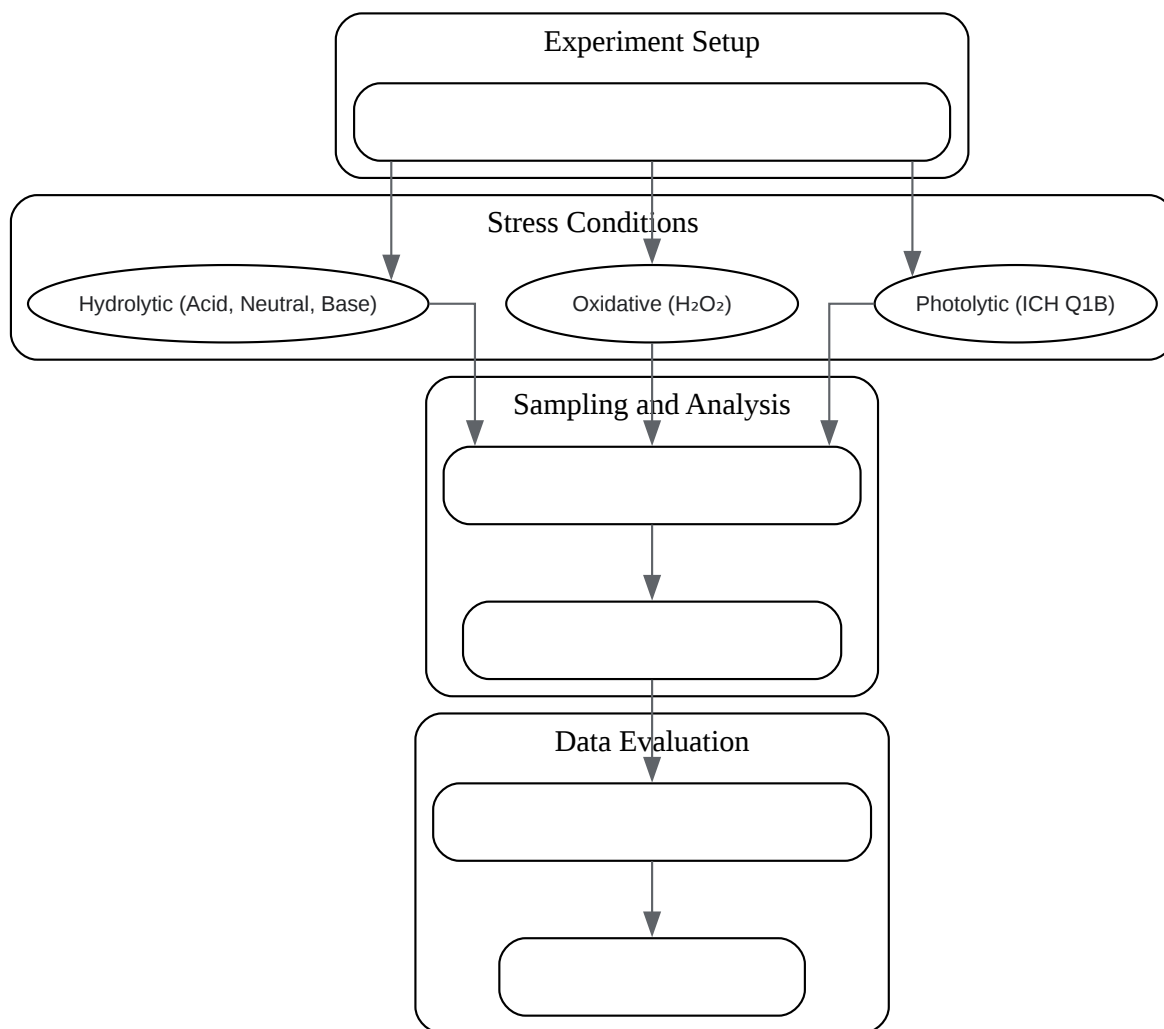 Experiment Setup
Stress Conditions
Hydrolytic (Acid, Neutral, Base)
Oxidative (H₂O₂)
Photolytic (ICH Q1B)
Sampling and Analysis
Data Evaluation